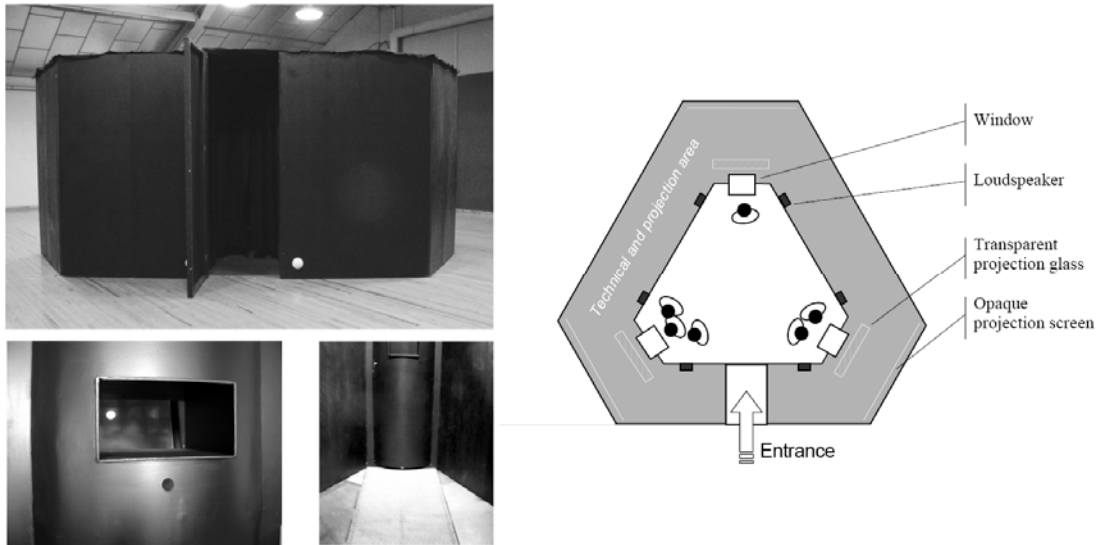 Window
Loudspeaker
Technical and projection area
Transparent
projection glass
Opaque
projection screen
Entrance